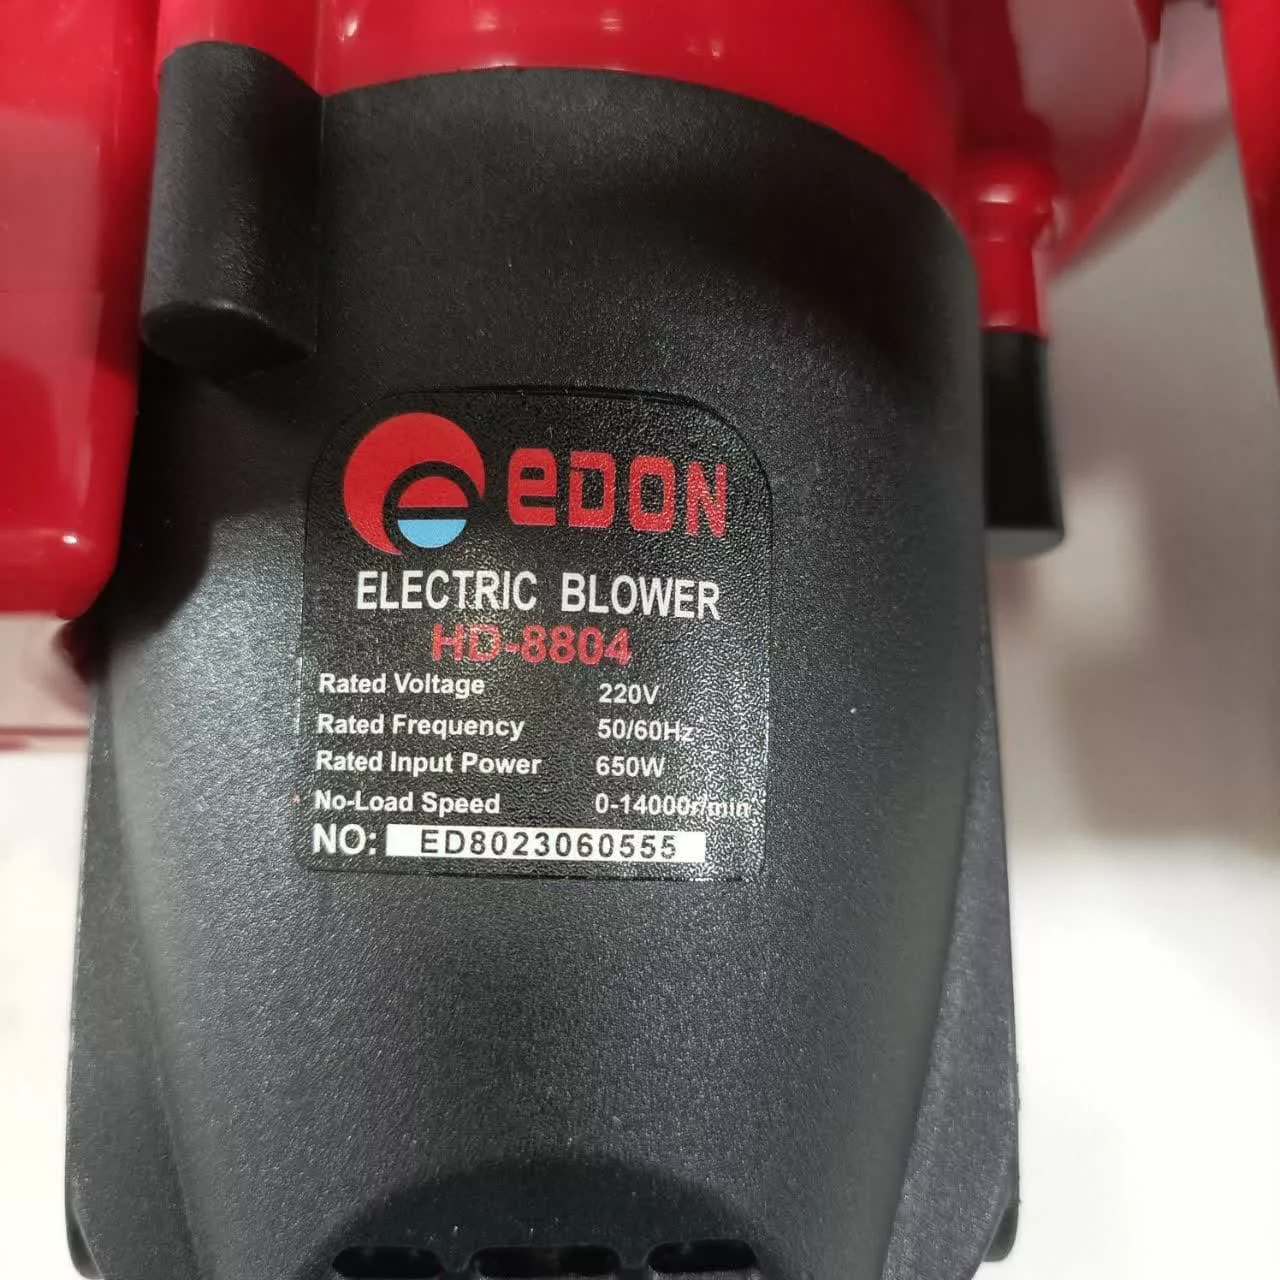 eDON
ELECTRIC BLOWER
HD-8804
Rated Voltage 220V
Rated Frequency 50/60Hz
Rated Input Power 650W
No-Load Speed 0-14000r/min
NO: ED8023060555